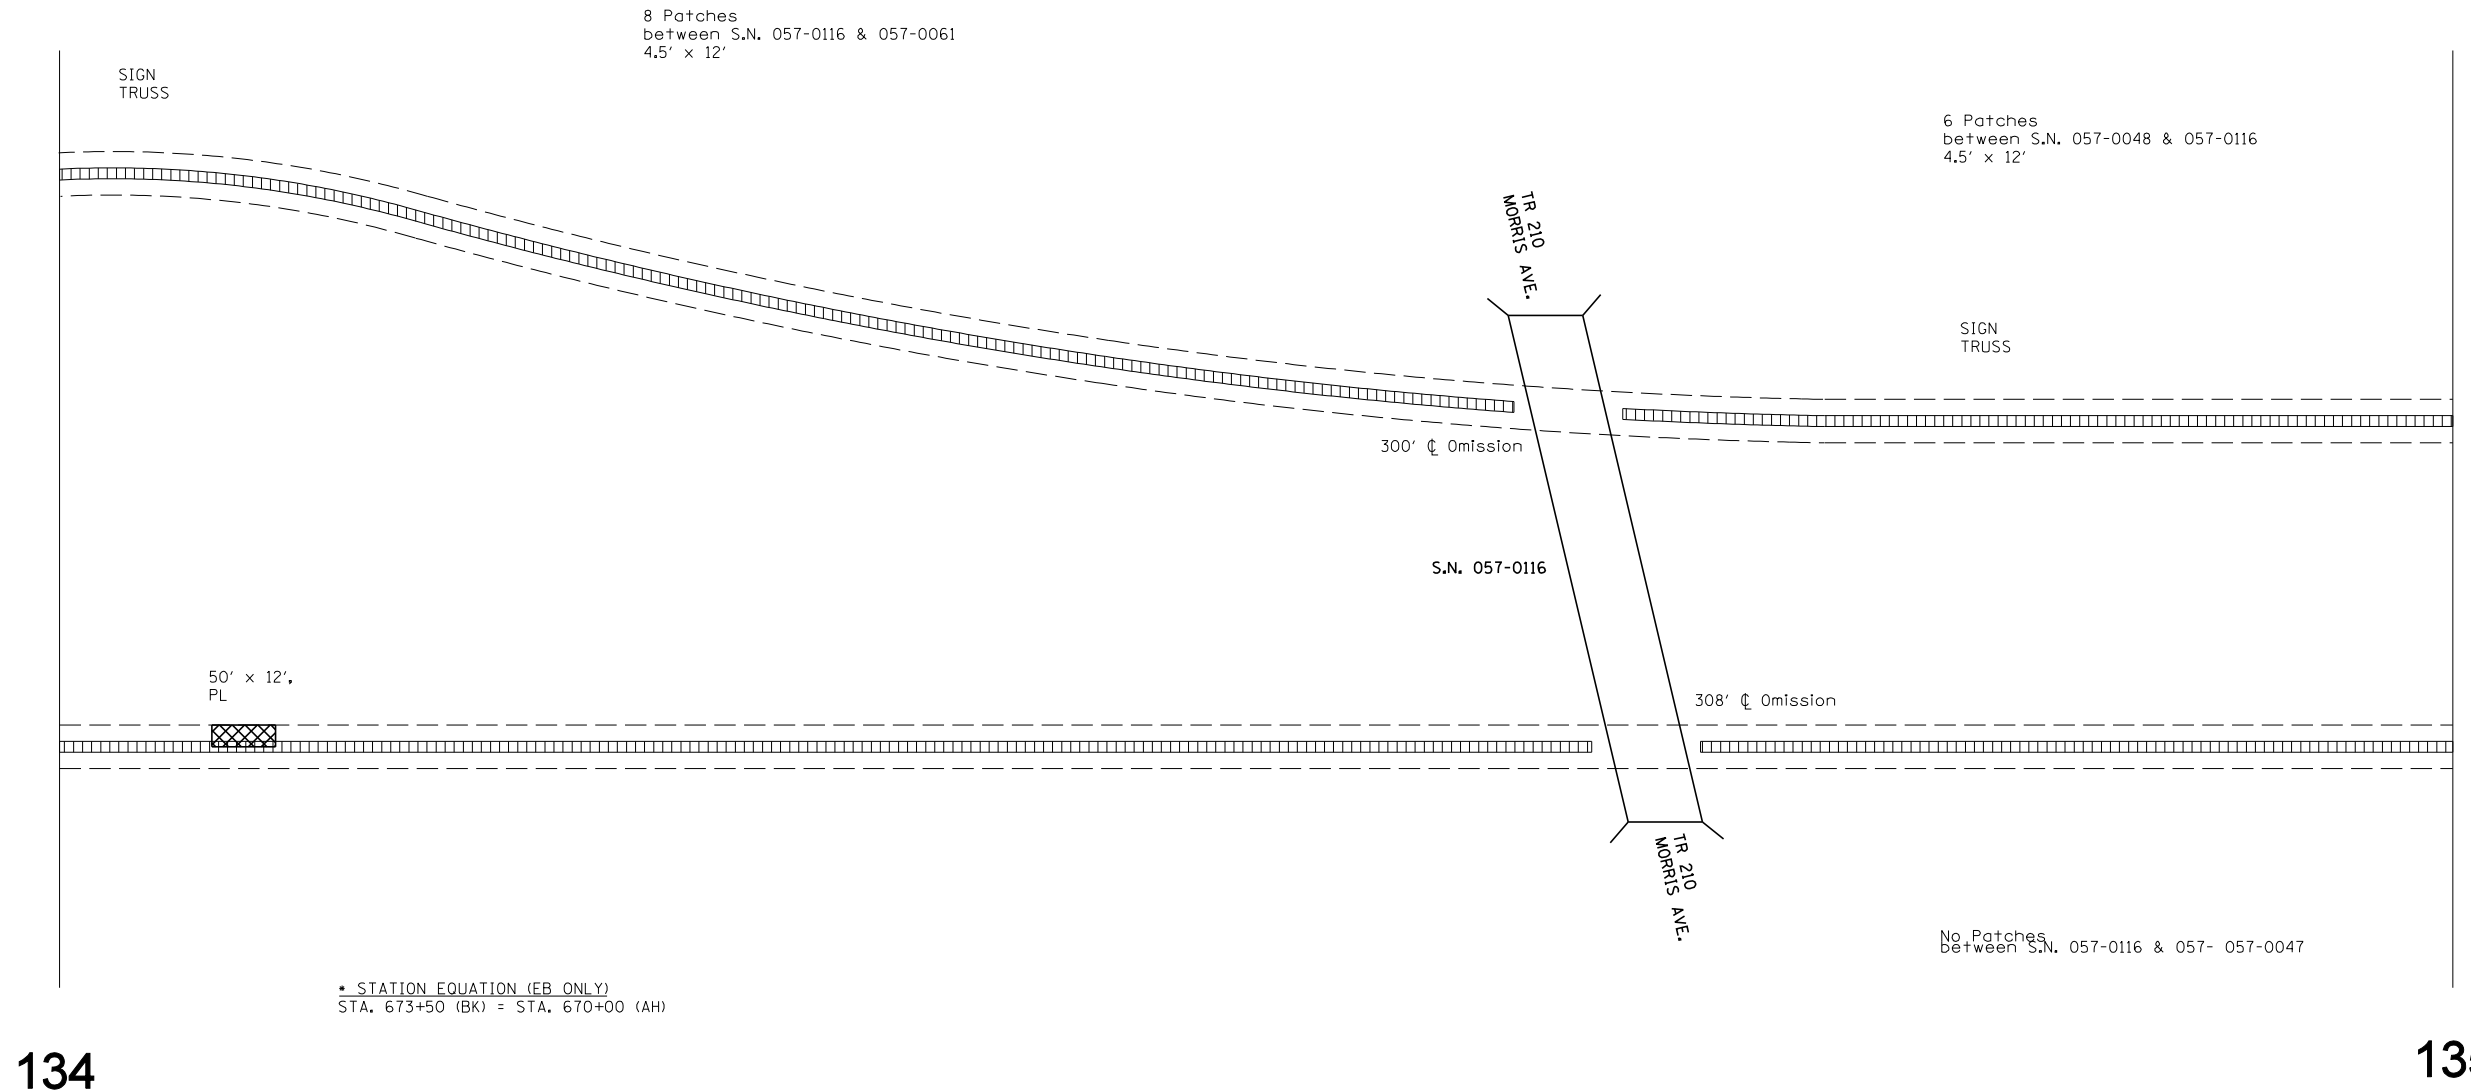 8 Patches
between S.N. 057-0116 & 057-0061
4.5' x 12'
SIGN
TRUSS
6 Patches
between S.N. 057-0048 & 057-0116
4.5' x 12'
TR 210
MORRIS AVE.
SIGN
TRUSS
300' ℄ Omission
S.N. 057-0116
50' x 12',
PL
308' ℄ Omission
TR 210
MORRIS AVE.
No Patches
between S.N. 057-0116 & 057- 057-0047
* STATION EQUATION (EB ONLY)
STA. 673+50 (BK) = STA. 670+00 (AH)
134